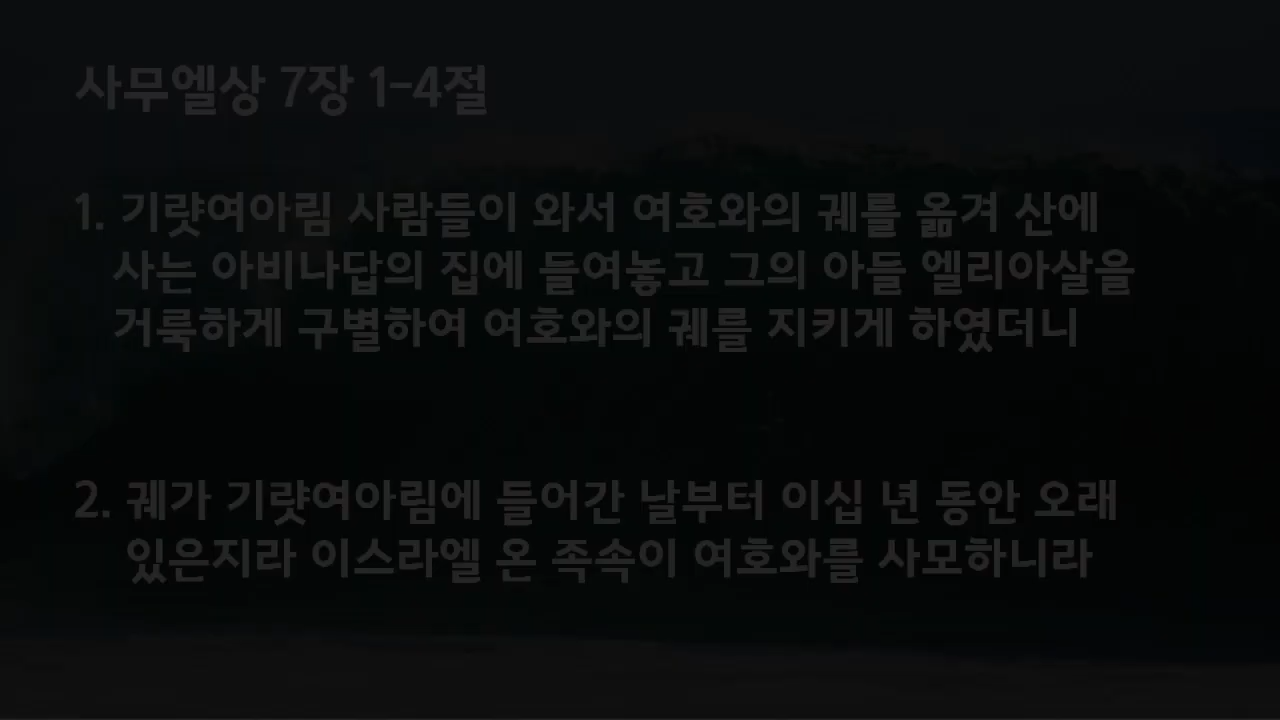 사무엘상 7장 1-4절
1. 기럇여아림 사람들이 와서 여호와의 궤를 옮겨 산에
사는 아비나답의 집에 들여놓고 그의 아들 엘리아살을
거룩하게 구별하여 여호와의 궤를 지키게 하였더니
2. 궤가 기럇여아림에 들어간 날부터 이십 년 동안 오래
있은지라 이스라엘 온 족속이 여호와를 사모하니라